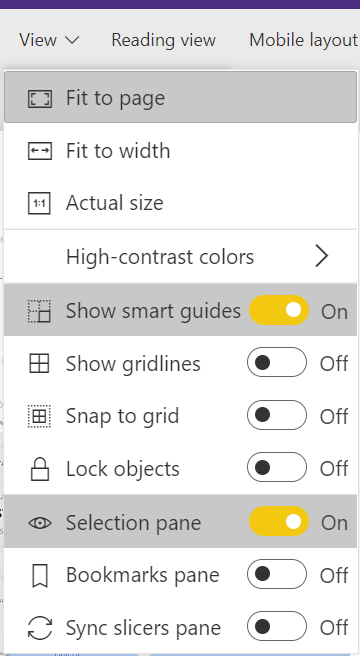 View Reading view Mobile layout
Fit to page
Fit to width
1:1 Actual size
High-contrast colors
Show smart guides On
Show gridlines Off
Snap to grid Off
Lock objects Off
Selection pane On
Bookmarks pane Off
Sync slicers pane Off